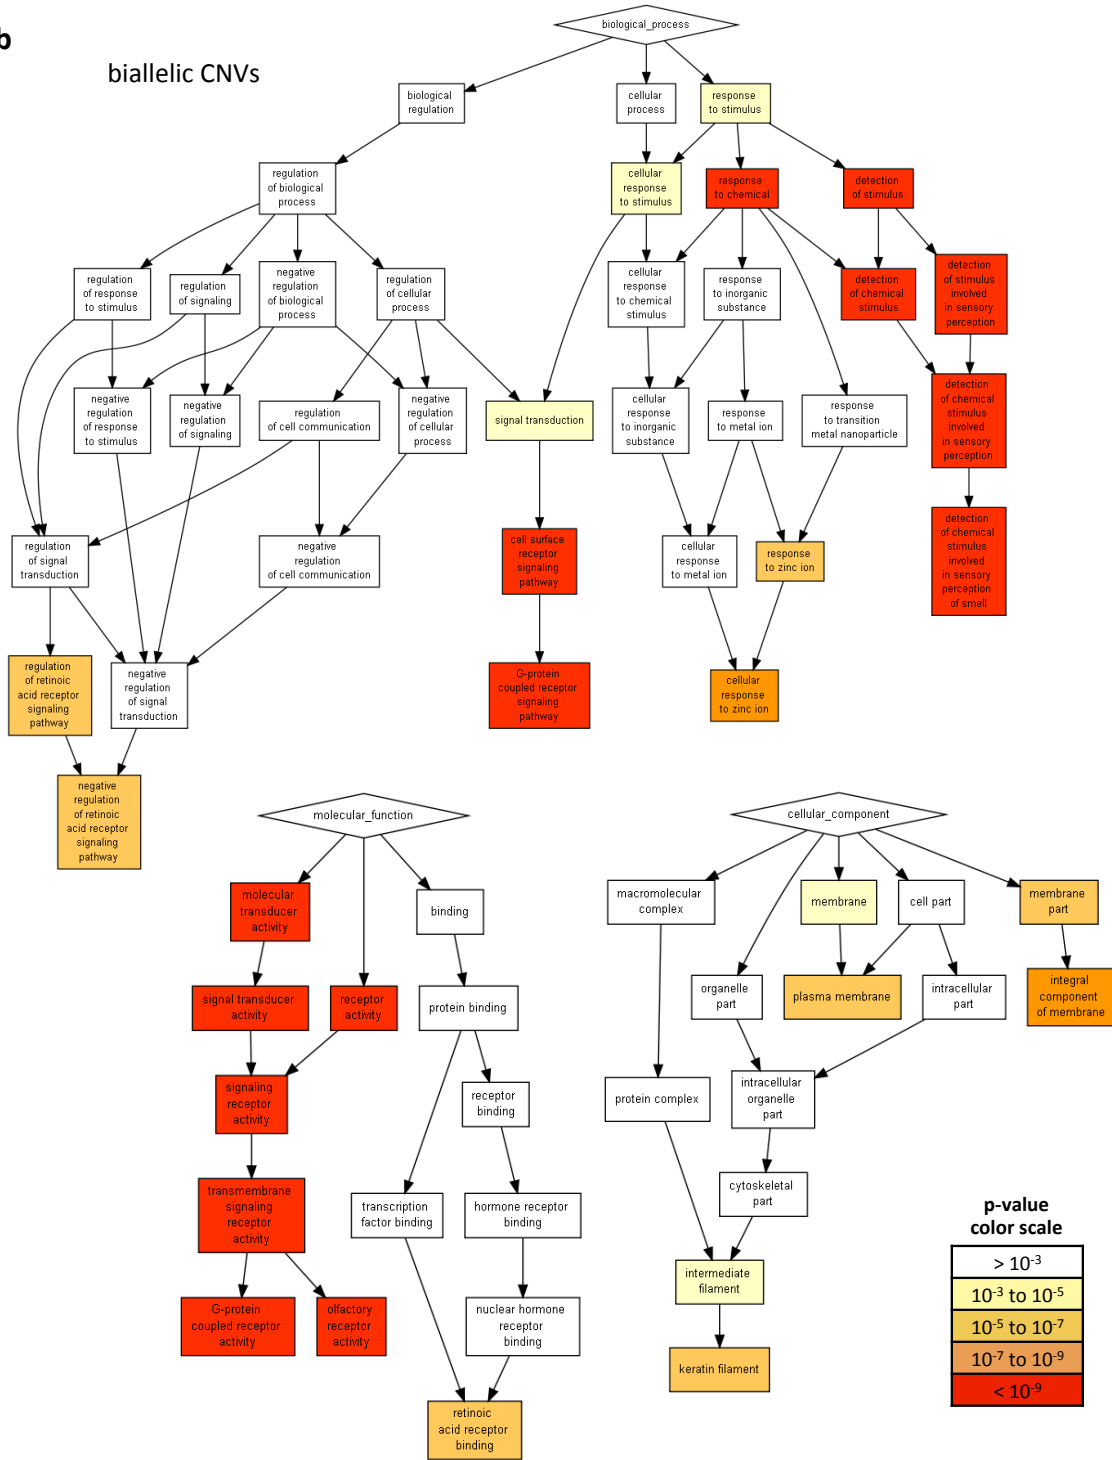 b
biallelic CNVs
biological_process
biological
regulation
cellular
process
response
to stimulus
regulation
of biological
process
cellular
response
to stimulus
response
to chemical
detection
of stimulus
regulation
of response
to stimulus
regulation
of signaling
negative
regulation
of biological
process
regulation
of cellular
process
cellular
response
to chemical
stimulus
response
to inorganic
substance
detection
of chemical
stimulus
detection
of stimulus
involved
in sensory
perception
negative
regulation of
response to
stimulus
negative
regulation
of signaling
regulation
of cell communication
negative
regulation
of cellular
process
signal transduction
cellular
response
to inorganic
substance
response
to metal ion
response
to transition
metal nanoparticle
detection
of chemical
stimulus
involved
in sensory
perception
regulation
of signal
transduction
negative
regulation
of cell communication
cell surface
receptor
signaling
pathway
cellular
response
to metal ion
response
to zinc ion
detection
of chemical
stimulus
involved
in sensory
perception
of smell
regulation
of retinoic
acid receptor
signaling
pathway
negative
regulation
of signal
transduction
G-protein
coupled receptor
signaling
pathway
cellular
response
to zinc ion
negative
regulation
of retinoic
acid receptor
signaling
pathway
molecular_function
molecular
transducer
activity
binding
signal transducer
activity
receptor
activity
protein binding
signaling
receptor
activity
receptor
binding
transmembrane
signaling
receptor
activity
transcription
factor binding
hormone receptor
binding
G-protein
coupled receptor
activity
olfactory
receptor
activity
nuclear hormone
receptor
binding
retinoic
acid receptor
binding
cellular_component
macromolecular
complex
membrane
cell part
membrane
part
organelle
part
plasma membrane
intracellular
part
integral
component
of membrane
protein complex
intracellular
organelle
part
cytoskeletal
part
intermediate
filament
keratin filament
p-value
color scale
> 10⁻³
10⁻³ to 10⁻⁵
10⁻⁵ to 10⁻⁷
10⁻⁷ to 10⁻⁹
< 10⁻⁹